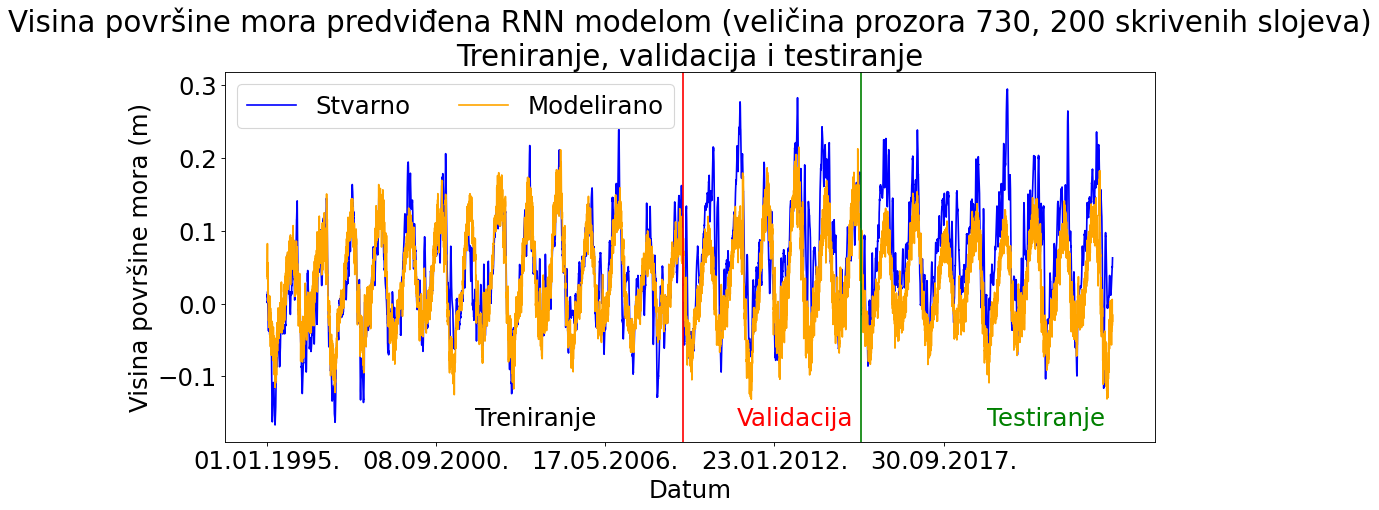 Visina površine mora predviđena RNN modelom (veličina prozora 730, 200 skrivenih slojeva)
Treniranje, validacija i testiranje
Stvarno
Modelirano
Visina površine mora (m)
0.3
0.2
0.1
0.0
−0.1
Treniranje
Validacija
Testiranje
01.01.1995.
08.09.2000.
17.05.2006.
23.01.2012.
30.09.2017.
Datum